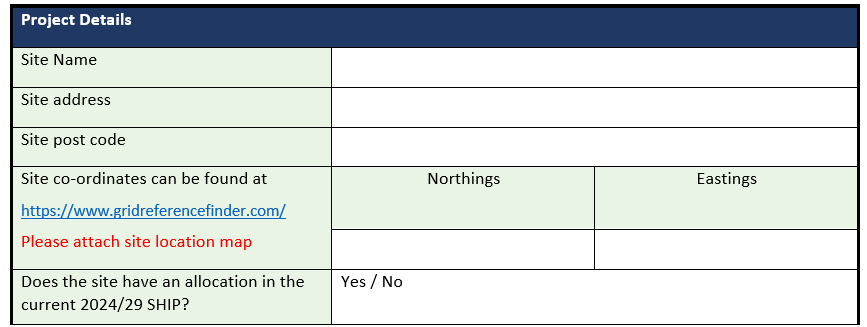 Project Details
Site Name
Site address
Site post code
Site co-ordinates can be found at
https://www.gridreferencefinder.com/
Please attach site location map
Northings
Eastings
Does the site have an allocation in the
current 2024/29 SHIP?
Yes / No